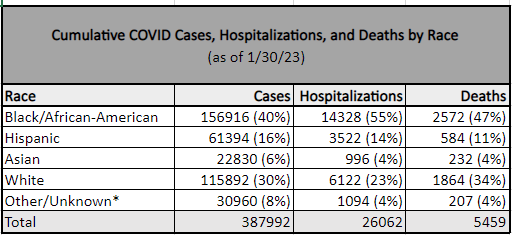 Cumulative COVID Cases, Hospitalizations, and Deaths by Race
(as of 1/30/23)
Race Cases Hospitalizations Deaths
Black/African-American 156916 (40%) 14328 (55%) 2572 (47%)
Hispanic 61394 (16%) 3522 (14%) 584 (11%)
Asian 22830 (6%) 996 (4%) 232 (4%)
White 115892 (30%) 6122 (23%) 1864 (34%)
Other/Unknown* 30960 (8%) 1094 (4%) 207 (4%)
Total 387992 26062 5459